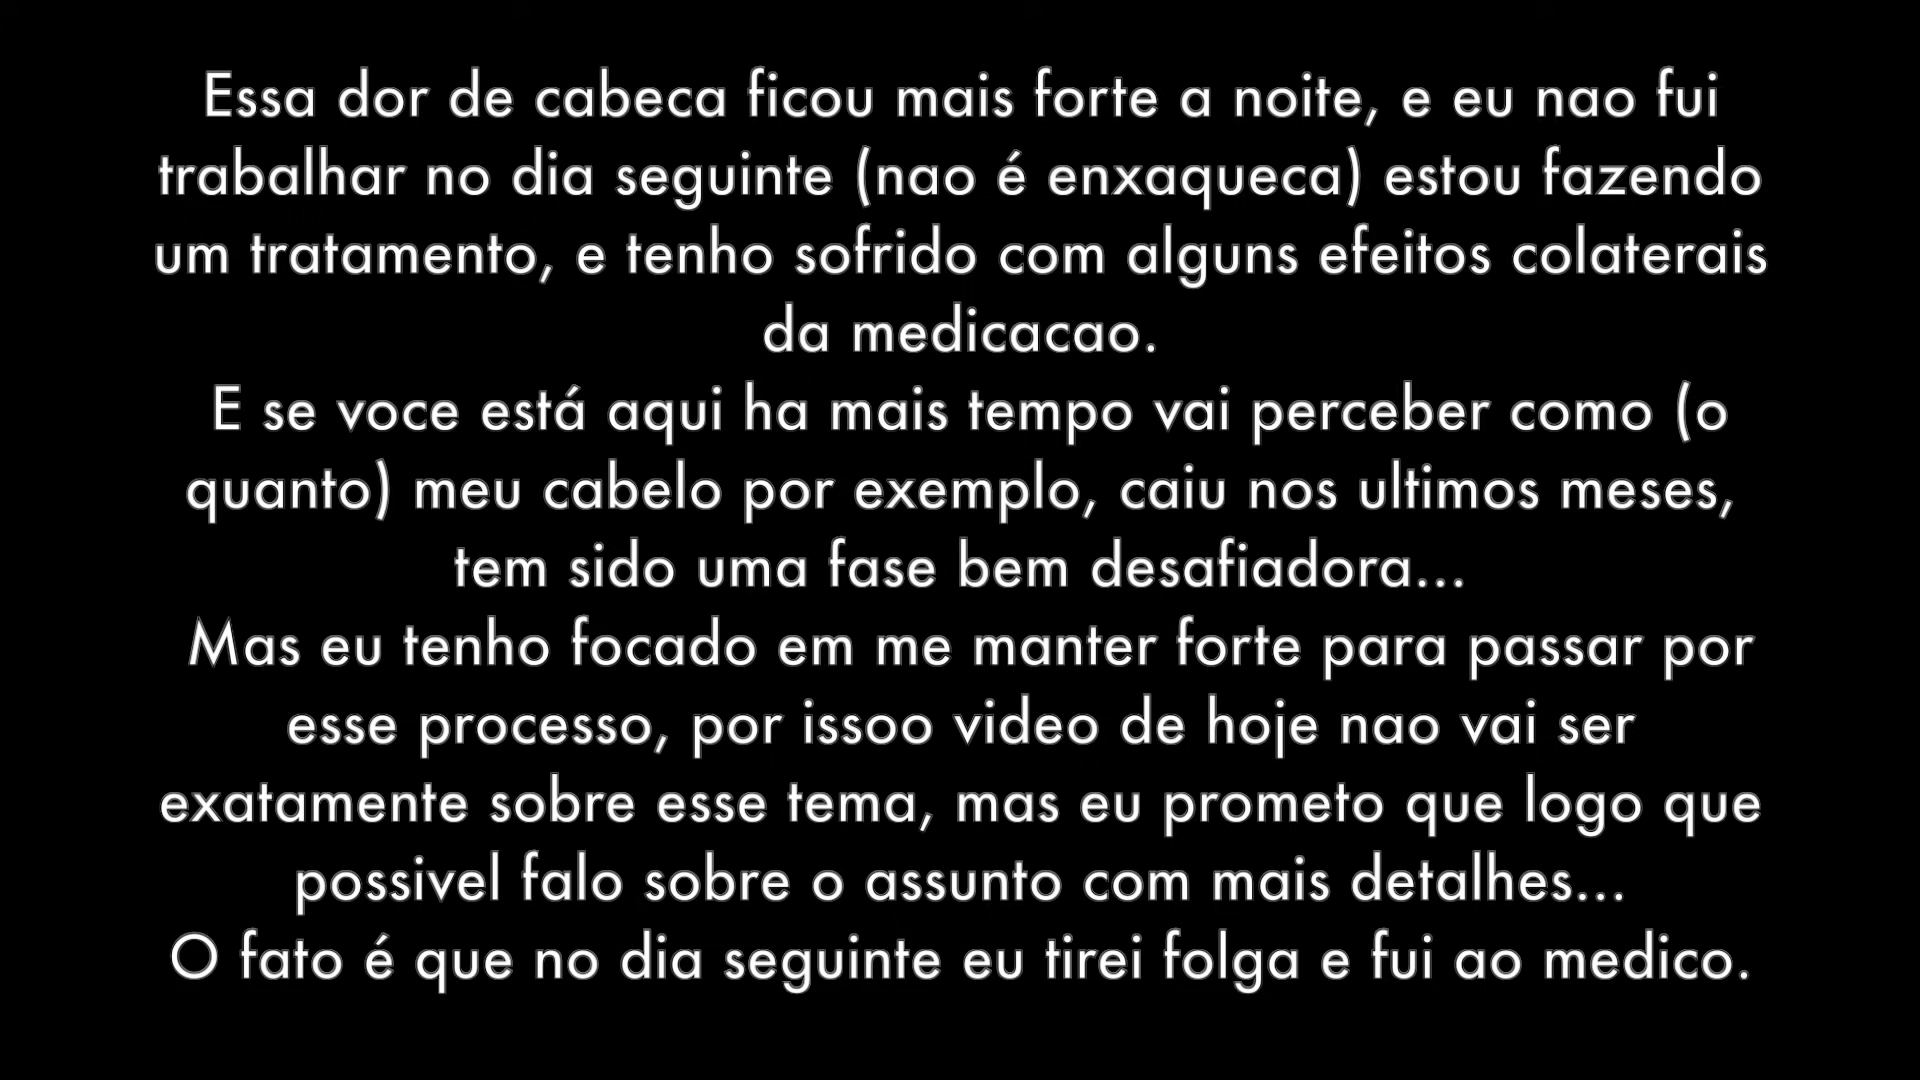 Essa dor de cabeca ficou mais forte a noite, e eu nao fui
trabalhar no dia seguinte (nao é enxaqueca) estou fazendo
um tratamento, e tenho sofrido com alguns efeitos colaterais
da medicacao.
E se voce está aqui ha mais tempo vai perceber como (o
quanto) meu cabelo por exemplo, caiu nos ultimos meses,
tem sido uma fase bem desafiadora...
Mas eu tenho focado em me manter forte para passar por
esse processo, por issoo video de hoje nao vai ser
exatamente sobre esse tema, mas eu prometo que logo que
possivel falo sobre o assunto com mais detalhes...
O fato é que no dia seguinte eu tirei folga e fui ao medico.